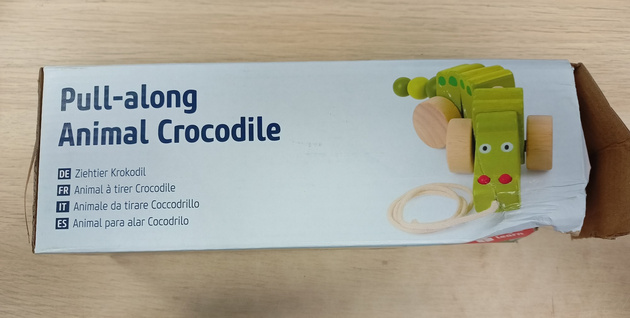 Pull-along
Animal Crocodile
DE Ziehtier Krokodil
FR Animal à tirer Crocodile
IT Animale da tirare Coccodrillo
ES Animal para alar Cocodrilo